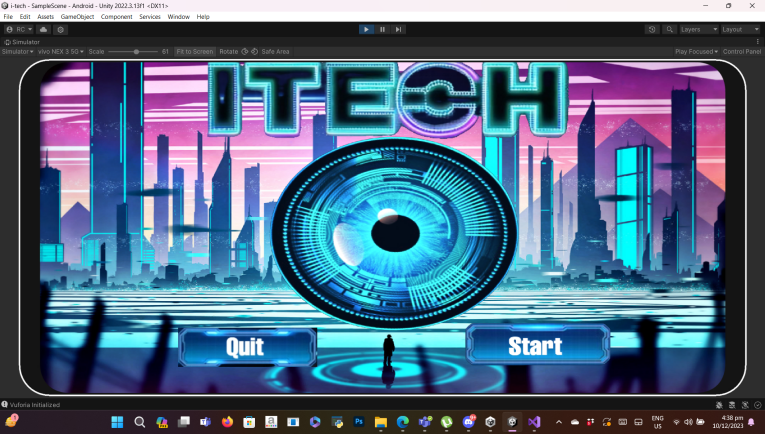 i-tech - SampleScene - Android - Unity 2022.3.13f1 <DX11>
File Edit Assets GameObject Component Services Window Help
RC Layers Layout
Simulator
Simulator vivo NEX 3 5G Scale 61 Fit to Screen Rotate Safe Area Play Focused Control Panel
ITECH
Quit Start
Vuforia Initialized
ENG 4:38 pm
US 10/12/2023